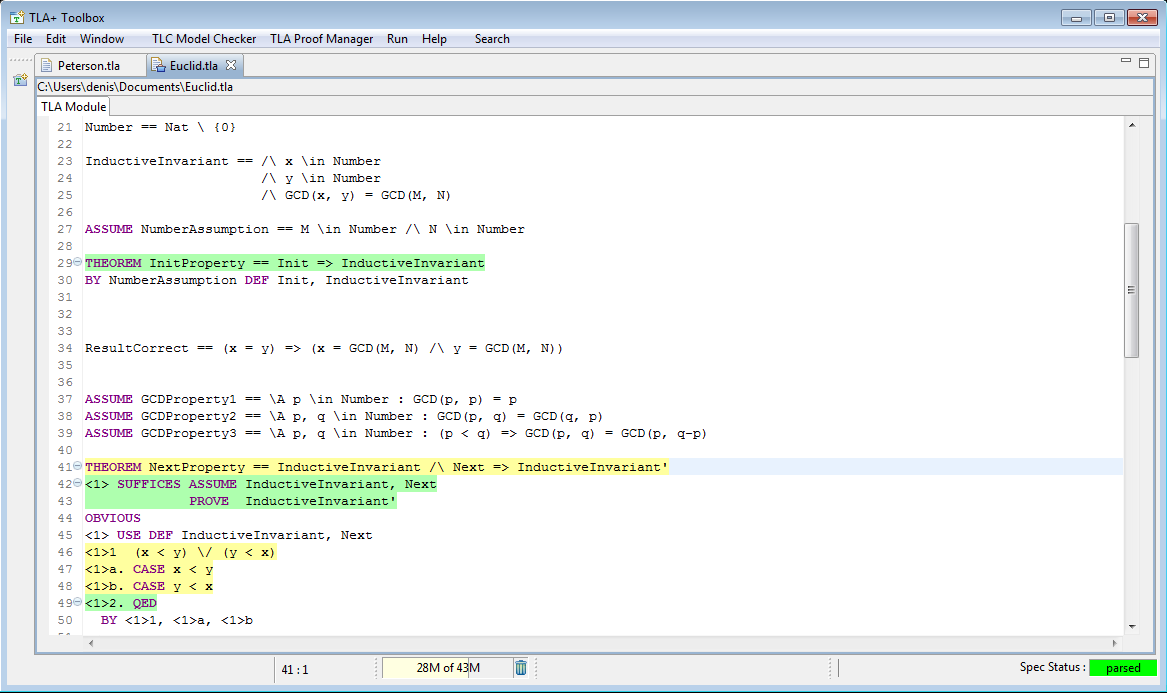 TLA+ Toolbox
File Edit Window TLC Model Checker TLA Proof Manager Run Help Search
Peterson.tla Euclid.tla
C:\Users\denis\Documents\Euclid.tla
TLA Module
21 Number == Nat \ {0}
22
23 InductiveInvariant == /\ x \in Number
24 /\ y \in Number
25 /\ GCD(x, y) = GCD(M, N)
26
27 ASSUME NumberAssumption == M \in Number /\ N \in Number
28
29 THEOREM InitProperty == Init => InductiveInvariant
30 BY NumberAssumption DEF Init, InductiveInvariant
31
32
33
34 ResultCorrect == (x = y) => (x = GCD(M, N) /\ y = GCD(M, N))
35
36
37 ASSUME GCDProperty1 == \A p \in Number : GCD(p, p) = p
38 ASSUME GCDProperty2 == \A p, q \in Number : GCD(p, q) = GCD(q, p)
39 ASSUME GCDProperty3 == \A p, q \in Number : (p < q) => GCD(p, q) = GCD(p, q-p)
40
41 THEOREM NextProperty == InductiveInvariant /\ Next => InductiveInvariant'
42 <1> SUFFICES ASSUME InductiveInvariant, Next
43 PROVE InductiveInvariant'
44 OBVIOUS
45 <1> USE DEF InductiveInvariant, Next
46 <1>1 (x < y) \/ (y < x)
47 <1>a. CASE x < y
48 <1>b. CASE y < x
49 <1>2. QED
50 BY <1>1, <1>a, <1>b
41 : 1 28M of 43M Spec Status : parsed